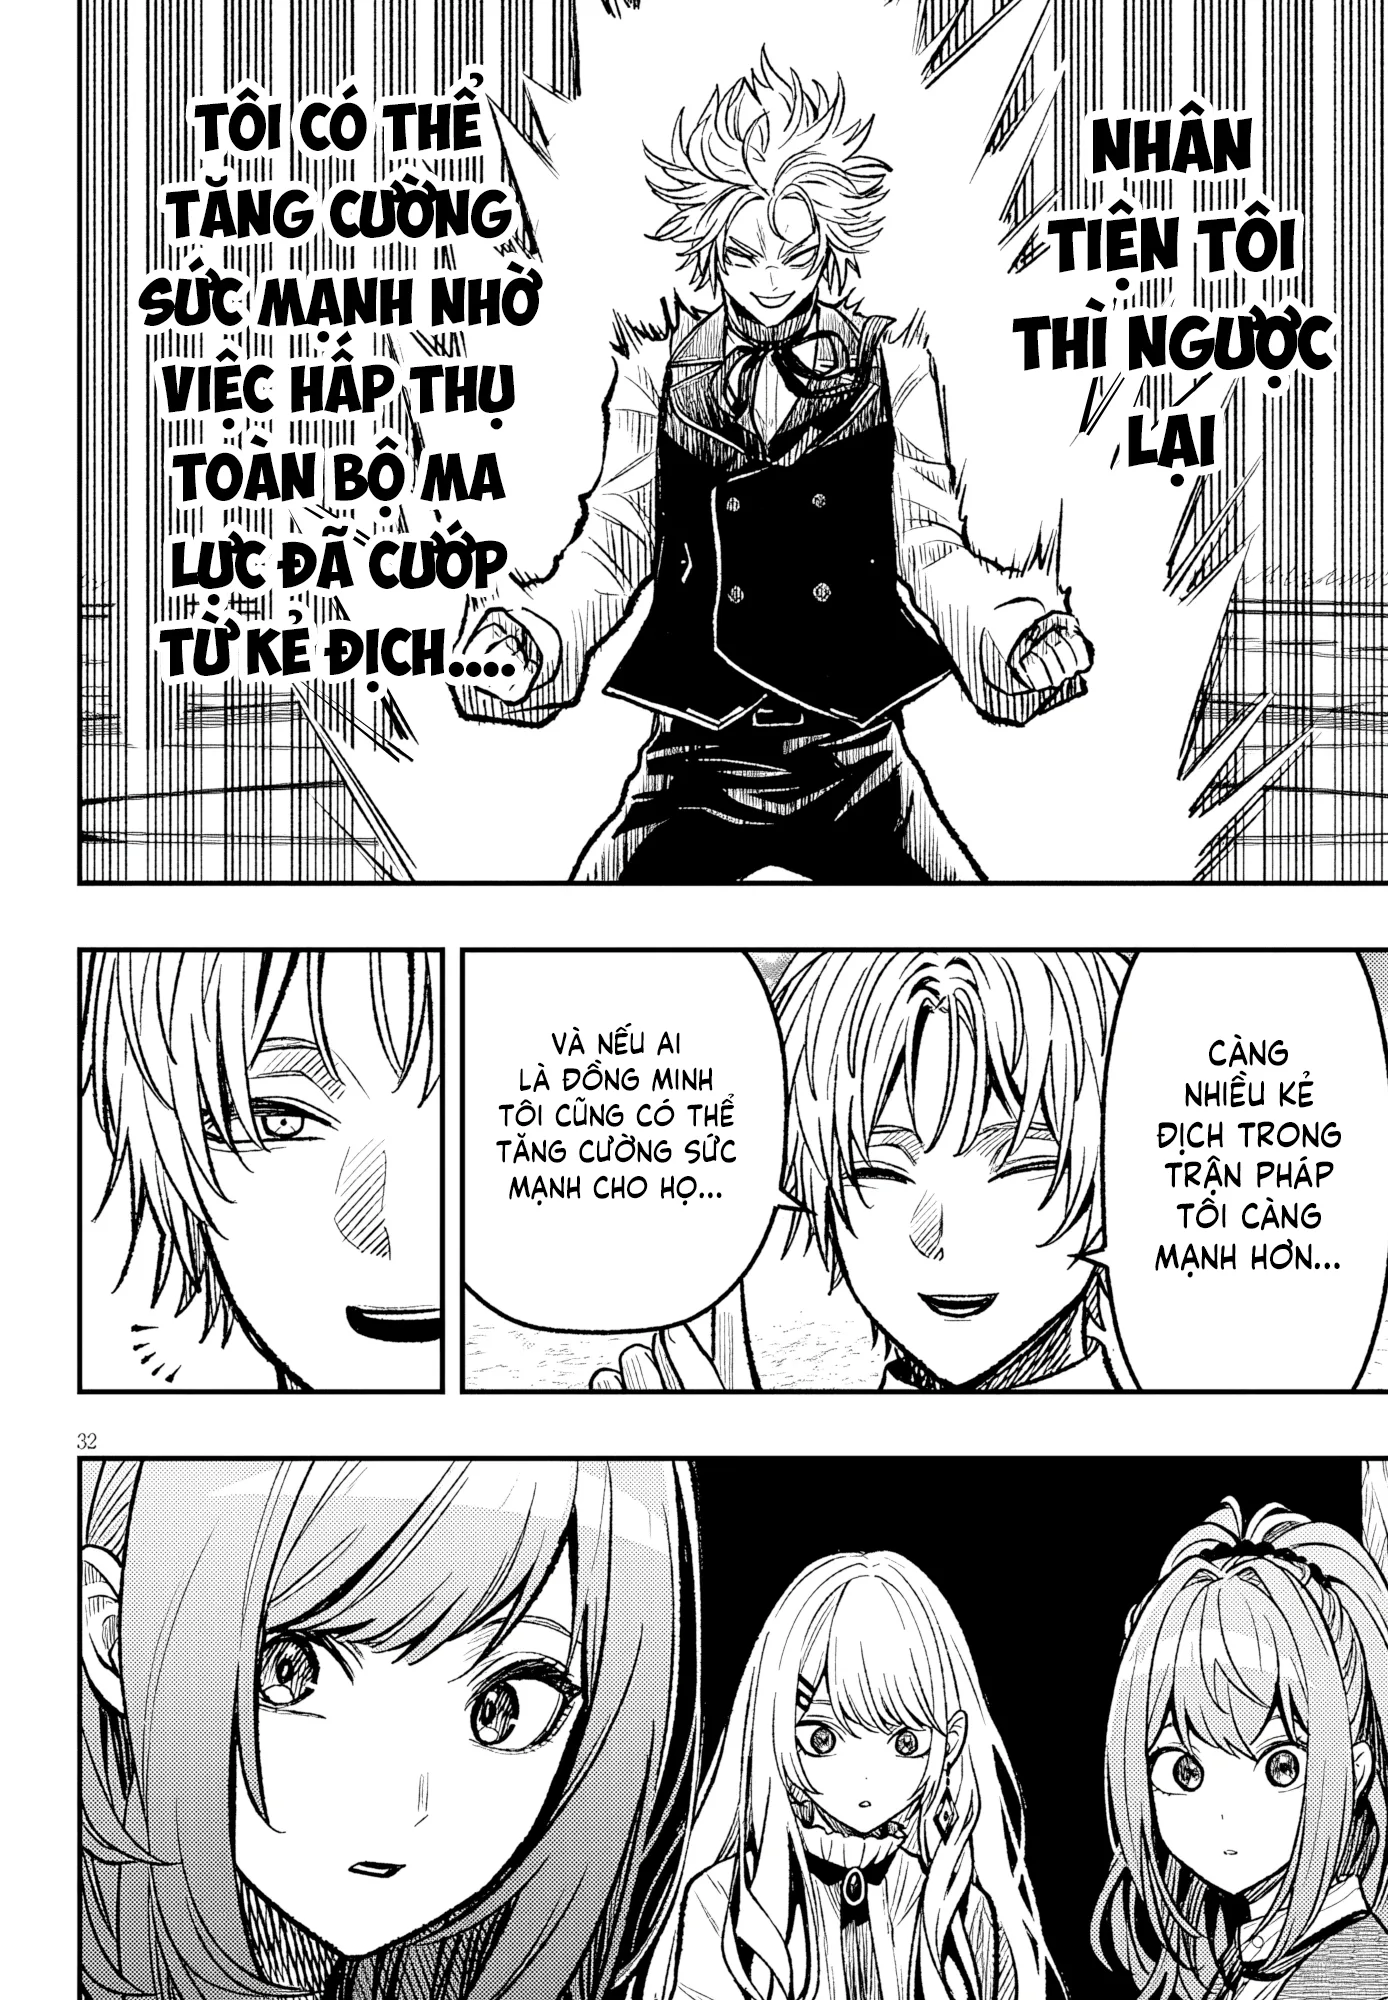 NHÂN
TIỆN TÔI
THÌ NGƯỢC
LẠI
TÔI CÓ THỂ
TĂNG CƯỜNG
SỨC MẠNH NHỜ
VIỆC HẤP THỤ
TOÀN BỘ MA
LỰC ĐÃ "CƯỚP
TỪ KẺ ĐỊCH....
CÀNG
NHIỀU KẺ
ĐỊCH TRONG
TRẬN PHÁP
TÔI CÀNG
MẠNH HƠN...
VÀ NẾU AI
LÀ ĐỒNG MINH
TÔI CŨNG CÓ THỂ
TĂNG CƯỜNG SỨC
MẠNH CHO HỌ...
32